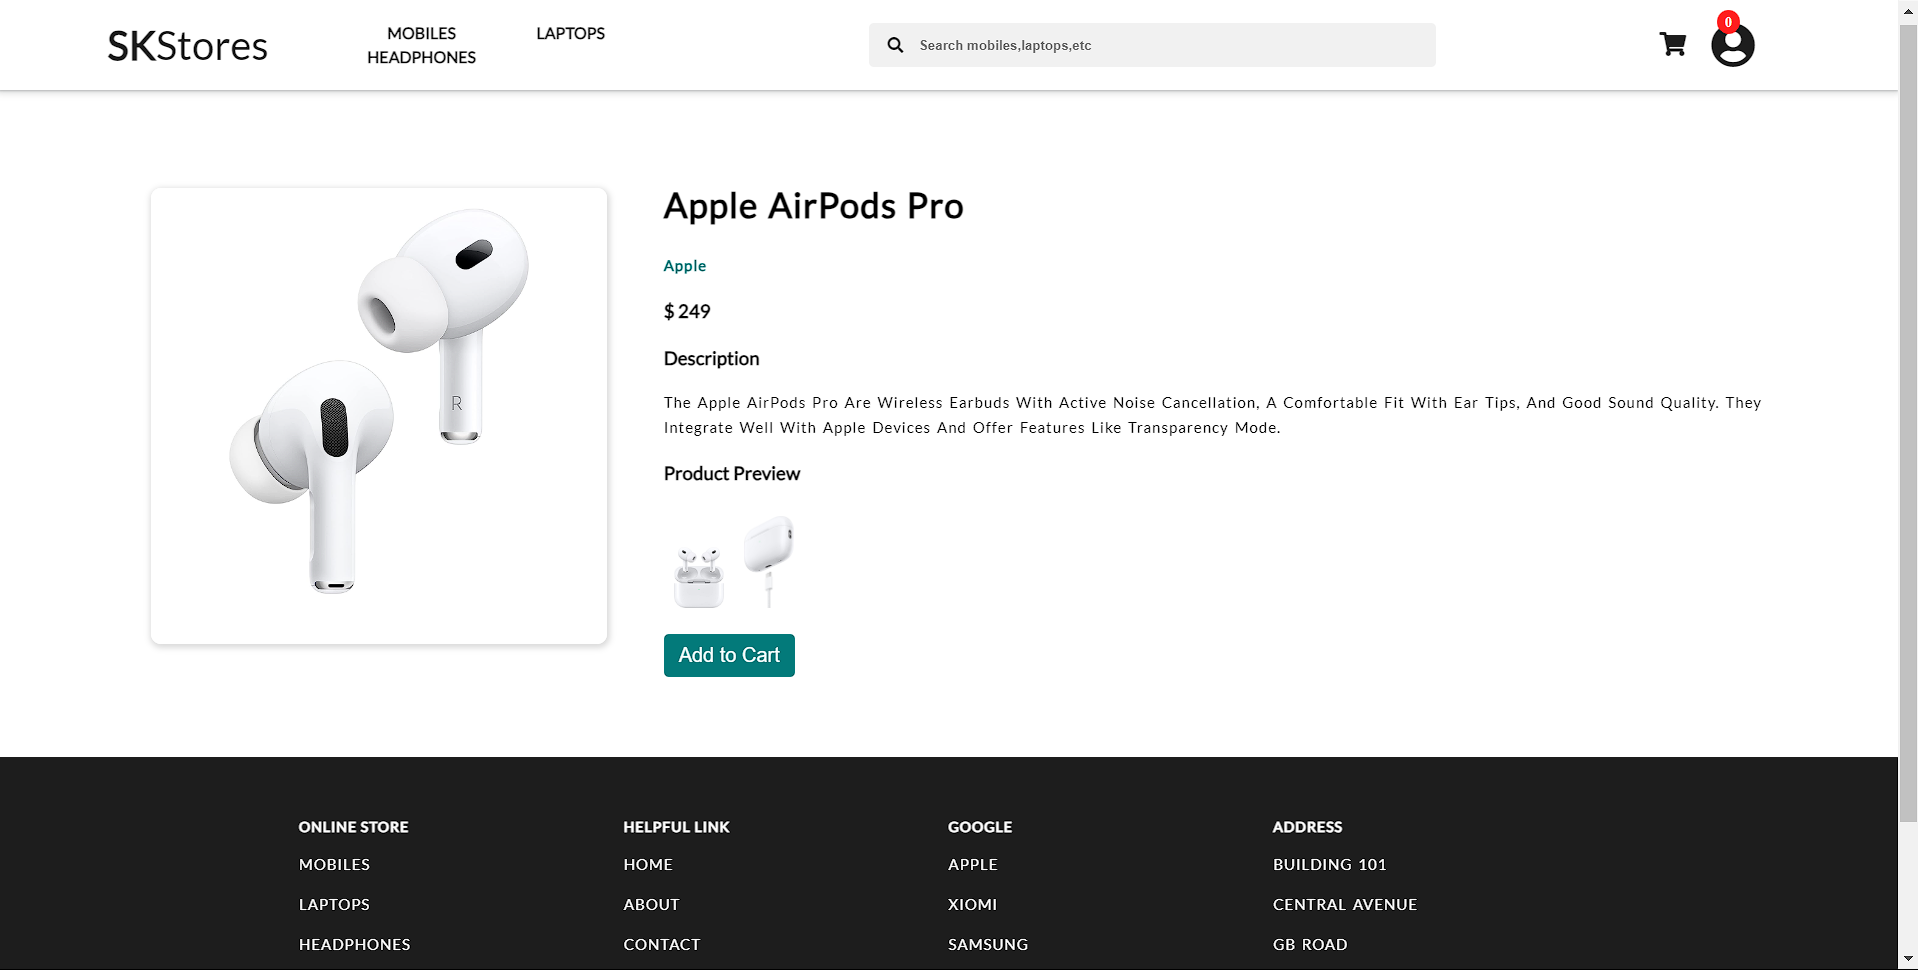 SKStores
MOBILES
LAPTOPS
HEADPHONES
Search mobiles,laptops,etc
0
R
Apple AirPods Pro
Apple
$ 249
Description
The Apple AirPods Pro Are Wireless Earbuds With Active Noise Cancellation, A Comfortable Fit With Ear Tips, And Good Sound Quality. They
Integrate Well With Apple Devices And Offer Features Like Transparency Mode.
Product Preview
Add to Cart
ONLINE STORE
MOBILES
LAPTOPS
HEADPHONES
HELPFUL LINK
HOME
ABOUT
CONTACT
GOOGLE
APPLE
XIOMI
SAMSUNG
ADDRESS
BUILDING 101
CENTRAL AVENUE
GB ROAD